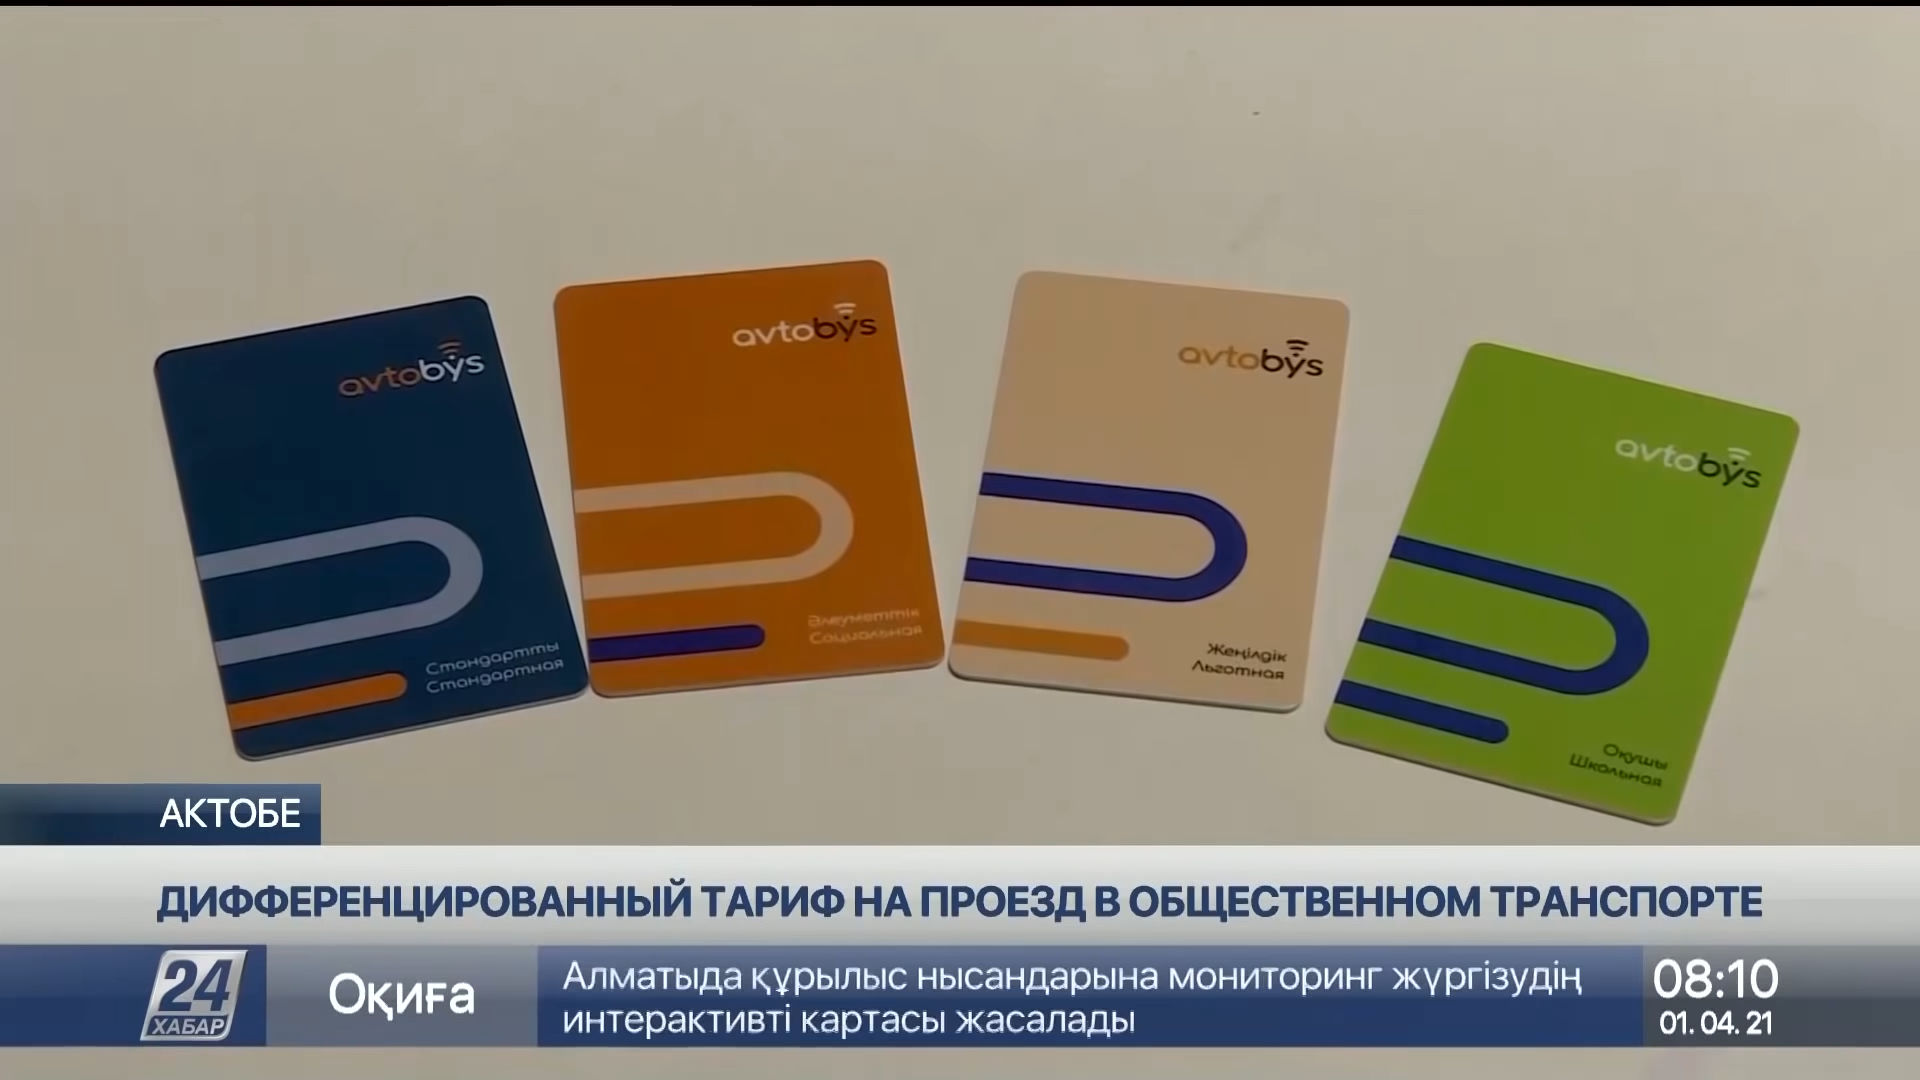 avtobys
Стандартты
Стандартная
avtobys
Әлеуметтік
Социальная
avtobys
Жеңілдік
Льготная
avtobys
Оқушы
Школьная
АКТОБЕ
ДИФФЕРЕНЦИРОВАННЫЙ ТАРИФ НА ПРОЕЗД В ОБЩЕСТВЕННОМ ТРАНСПОРТЕ
24
ХАБАР
Оқиға
Алматыда құрылыс нысандарына мониторинг жүргізудің
интерактивті картасы жасалады
08:10
01. 04. 21